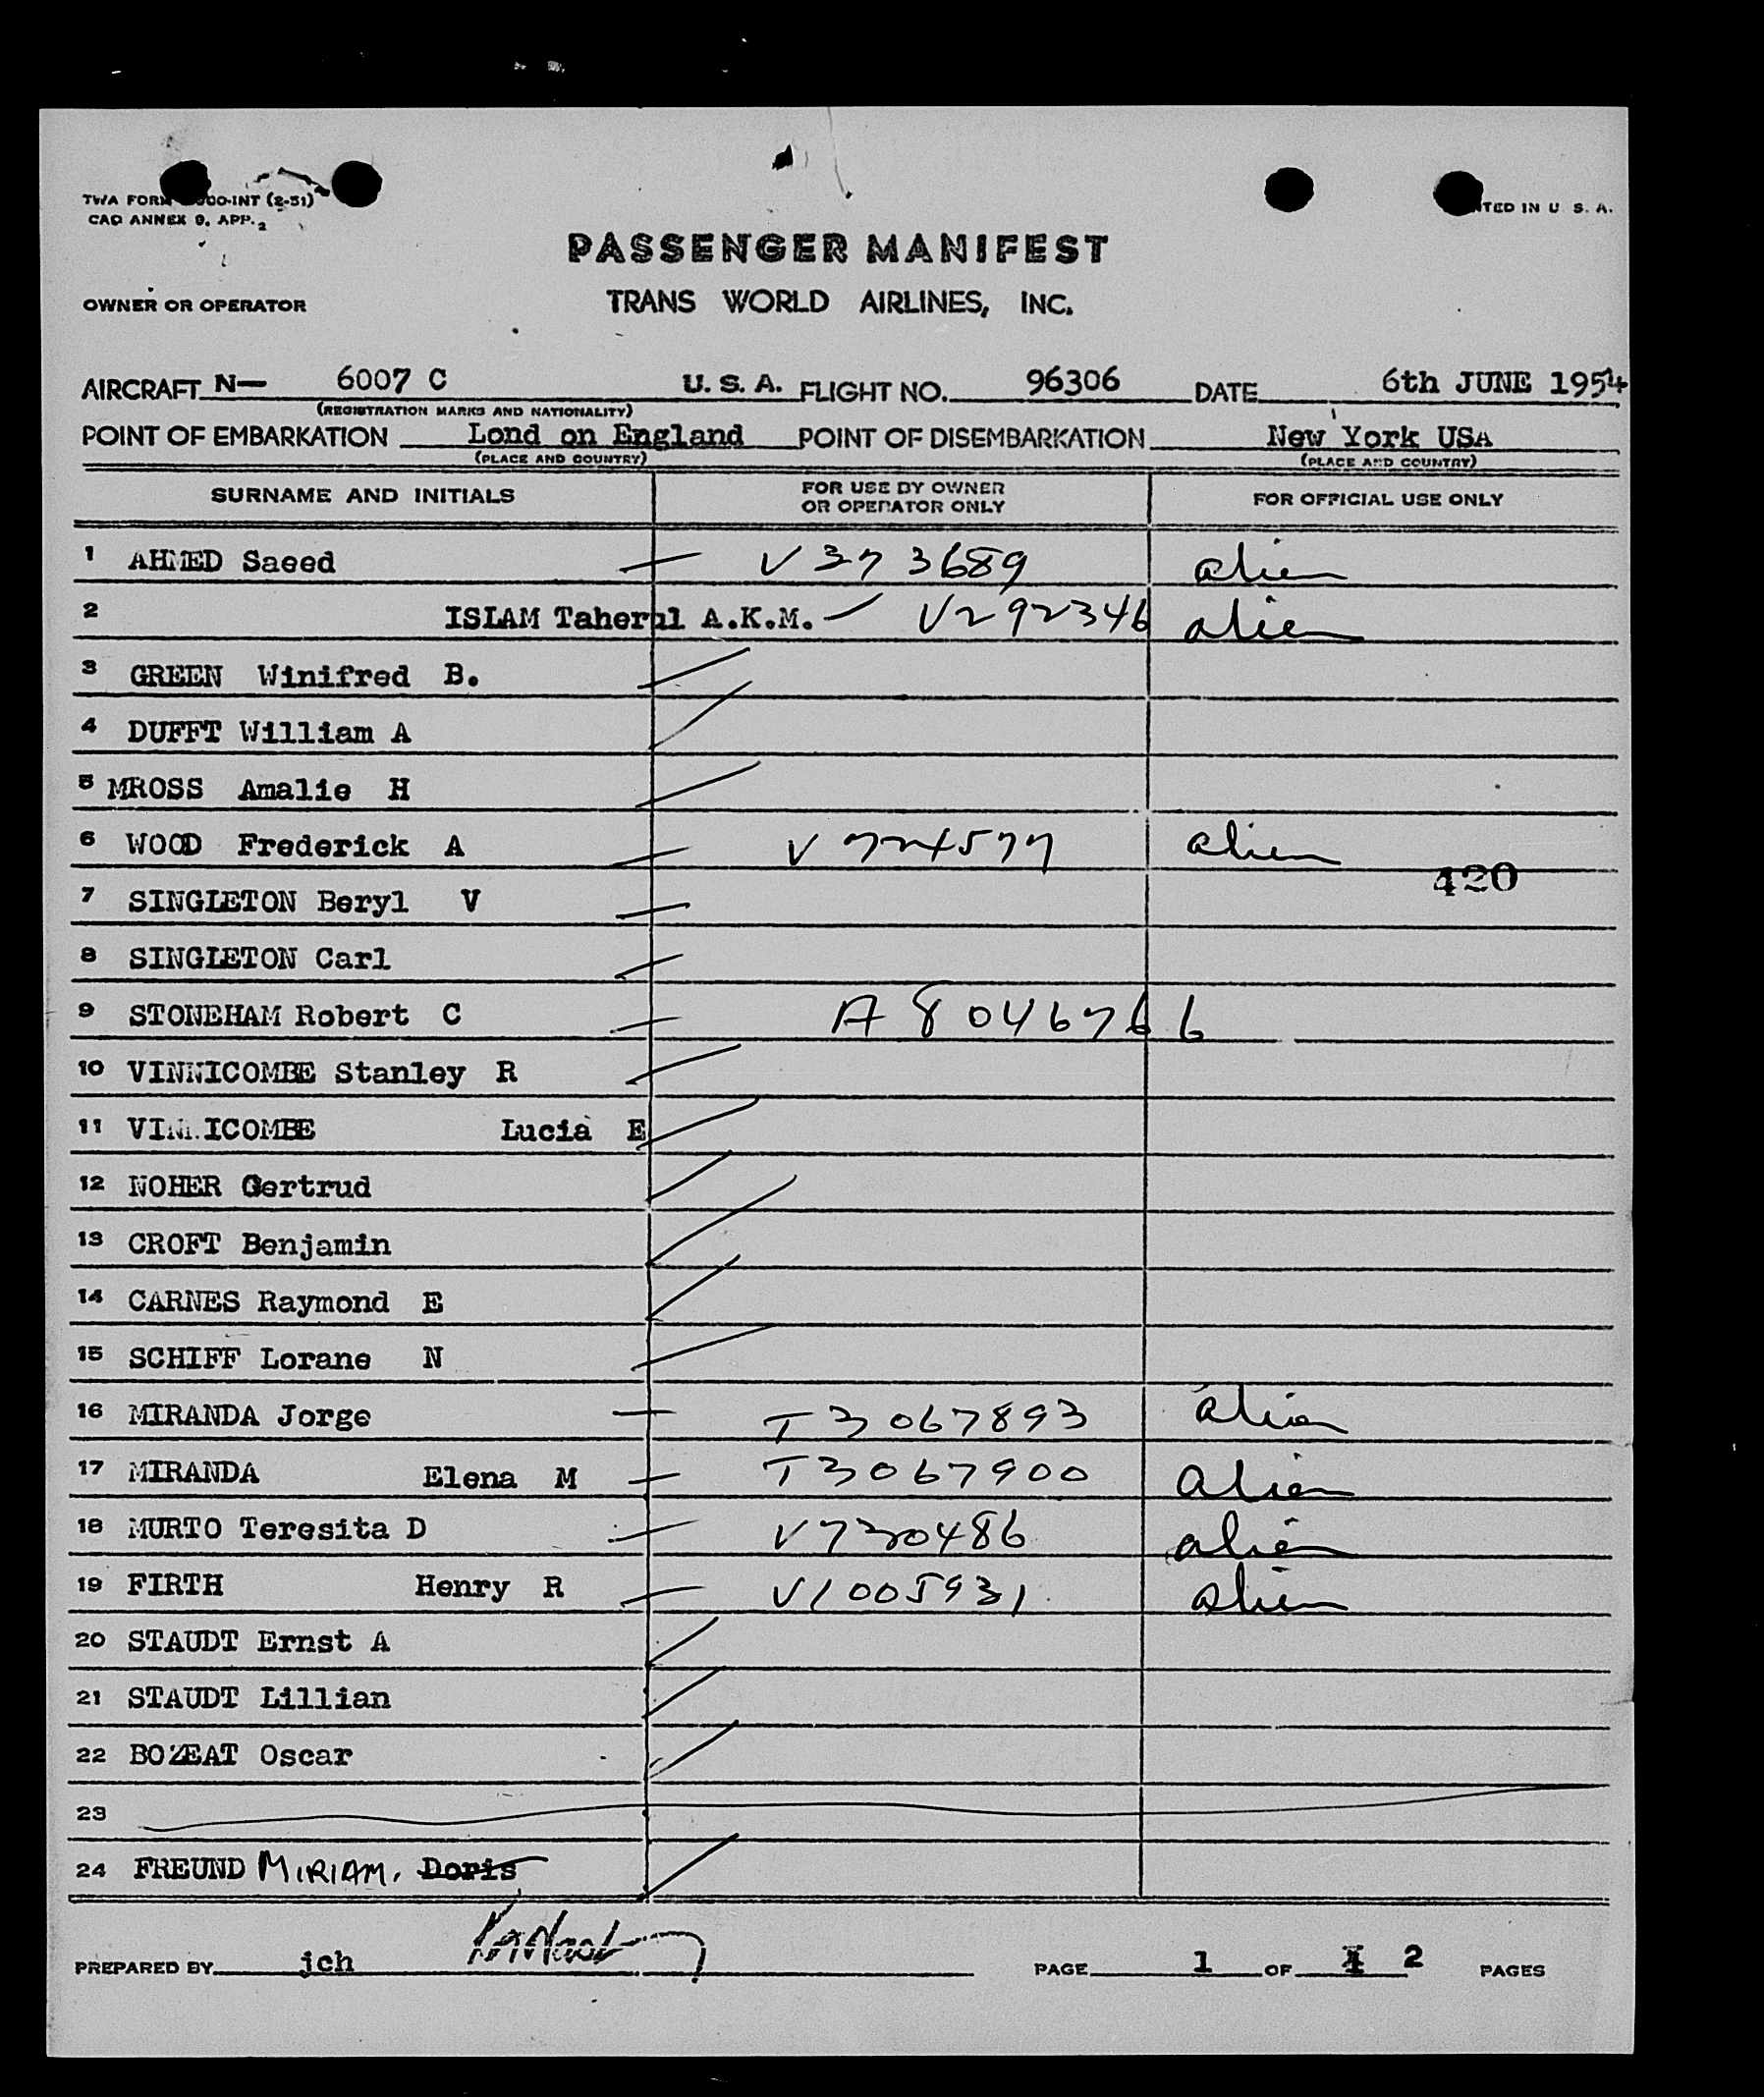 TWA FORM 00-INT (2-51)
CAO ANNEX 9, APP. 2
TED IN U. S. A.
PASSENGER MANIFEST
OWNER OR OPERATOR
TRANS WORLD AIRLINES, INC.
AIRCRAFT N— 6007 C U. S. A. FLIGHT NO. 96306 DATE 6th JUNE 1954
(REGISTRATION MARKS AND NATIONALITY)
POINT OF EMBARKATION Lond on England POINT OF DISEMBARKATION New York USA
(PLACE AND COUNTRY) (PLACE AND COUNTRY)
SURNAME AND INITIALS FOR USE BY OWNER OR OPERATOR ONLY FOR OFFICIAL USE ONLY
1 AHMED Saeed V373689 alien
2 ISLAM Taherul A.K.M. V292346 alien
3 GREEN Winifred B.
4 DUFFT William A
5 MROSS Amalie H
6 WOOD Frederick A V724577 alien
420
7 SINGLETON Beryl V
8 SINGLETON Carl
9 STONEHAM Robert C A8046766
10 VINNICOMBE Stanley R
11 VINNICOMBE Lucia E
12 NOHER Gertrud
13 CROFT Benjamin
14 CARNES Raymond E
15 SCHIFF Lorane N
16 MIRANDA Jorge T3067893 alien
17 MIRANDA Elena M T3067900 alien
18 MURTO Teresita D V730486 alien
19 FIRTH Henry R V1005931 alien
20 STAUDT Ernst A
21 STAUDT Lillian
22 BOZEAT Oscar
23
24 FREUND MIRIAM. Doris
PREPARED BY jch PAGE 1 OF 2 PAGES